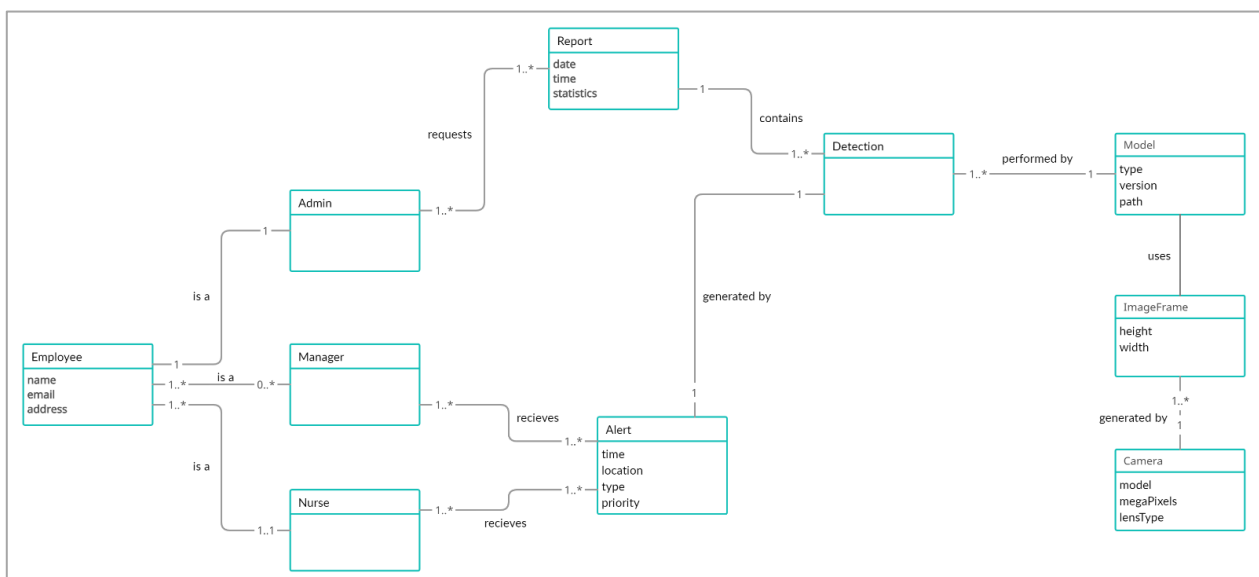 Report
date
time
statistics
1..*
1
requests
contains
1..*
Detection
1..*
performed by
1
Model
type
version
path
Admin
1..*
1
1
is a
generated by
uses
ImageFrame
height
width
Employee
name
email
address
1
1..*
is a
0..*
1..*
Manager
1..*
recieves
1..*
1
Alert
time
location
type
priority
1..*
generated by
1
Camera
model
megaPixels
lensType
is a
1..1
Nurse
1..*
recieves
1..*